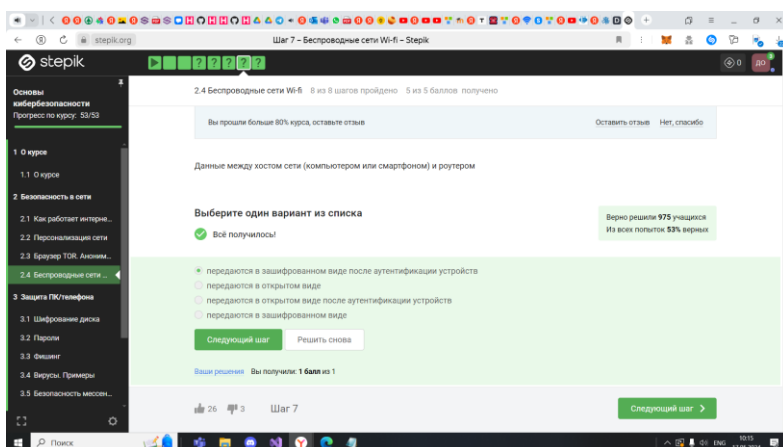 stepik.org
Шаг 7 – Беспроводные сети Wi-fi – Stepik
stepik
0
ДО
Основы
кибербезопасности
Прогресс по курсу: 53/53
2.4 Беспроводные сети Wi-fi 8 из 8 шагов пройдено 5 из 5 баллов получено
Вы прошли больше 80% курса, оставьте отзыв
Оставить отзыв Нет, спасибо
1 О курсе
1.1 О курсе
2 Безопасность в сети
2.1 Как работает интерне...
2.2 Персонализация сети
2.3 Браузер TOR. Аноним...
2.4 Беспроводные сети ...
3 Защита ПК/телефона
3.1 Шифрование диска
3.2 Пароли
3.3 Фишинг
3.4 Вирусы. Примеры
3.5 Безопасность мессен...
Данные между хостом сети (компьютером или смартфоном) и роутером
Выберите один вариант из списка
Всё получилось!
Верно решили 975 учащихся
Из всех попыток 53% верных
передаются в зашифрованном виде после аутентификации устройств
передаются в открытом виде
передаются в открытом виде после аутентификации устройств
передаются в зашифрованном виде
Следующий шаг
Решить снова
Ваши решения Вы получили: 1 балл из 1
26 3 Шаг 7
Следующий шаг
Поиск
ENG
10:15